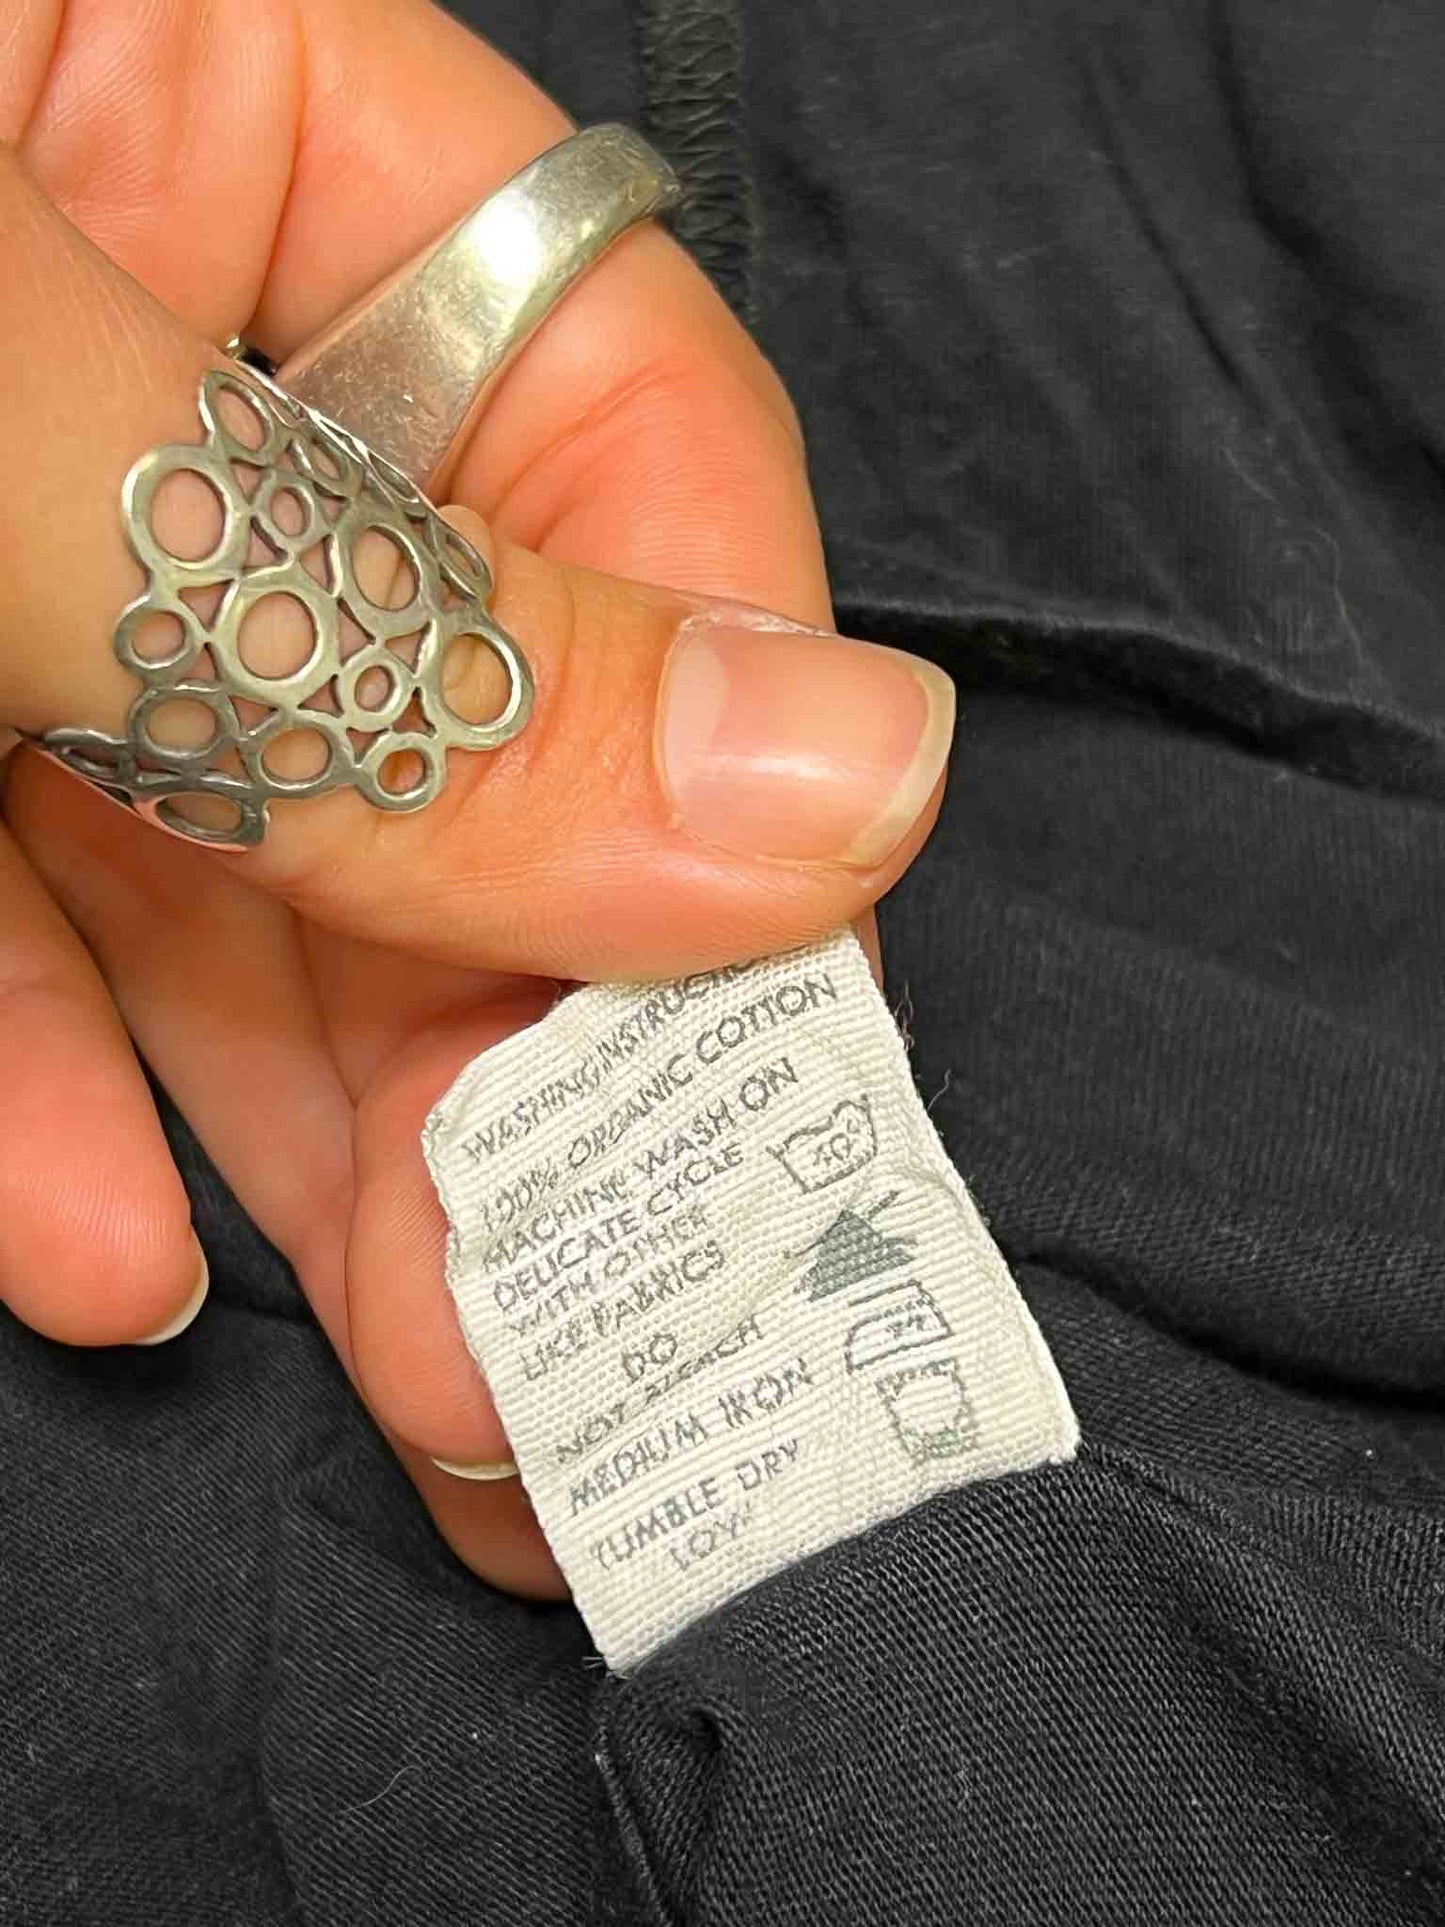 WASHING INSTRUCTIO
100% ORGANIC COTTON
MACHINE WASH ON
DELICATE CYCLE
WITH OTHER
LIKE FABRICS
40°
DO
NOT BLEACH
MEDIUM IRON
TUMBLE DRY
LOW